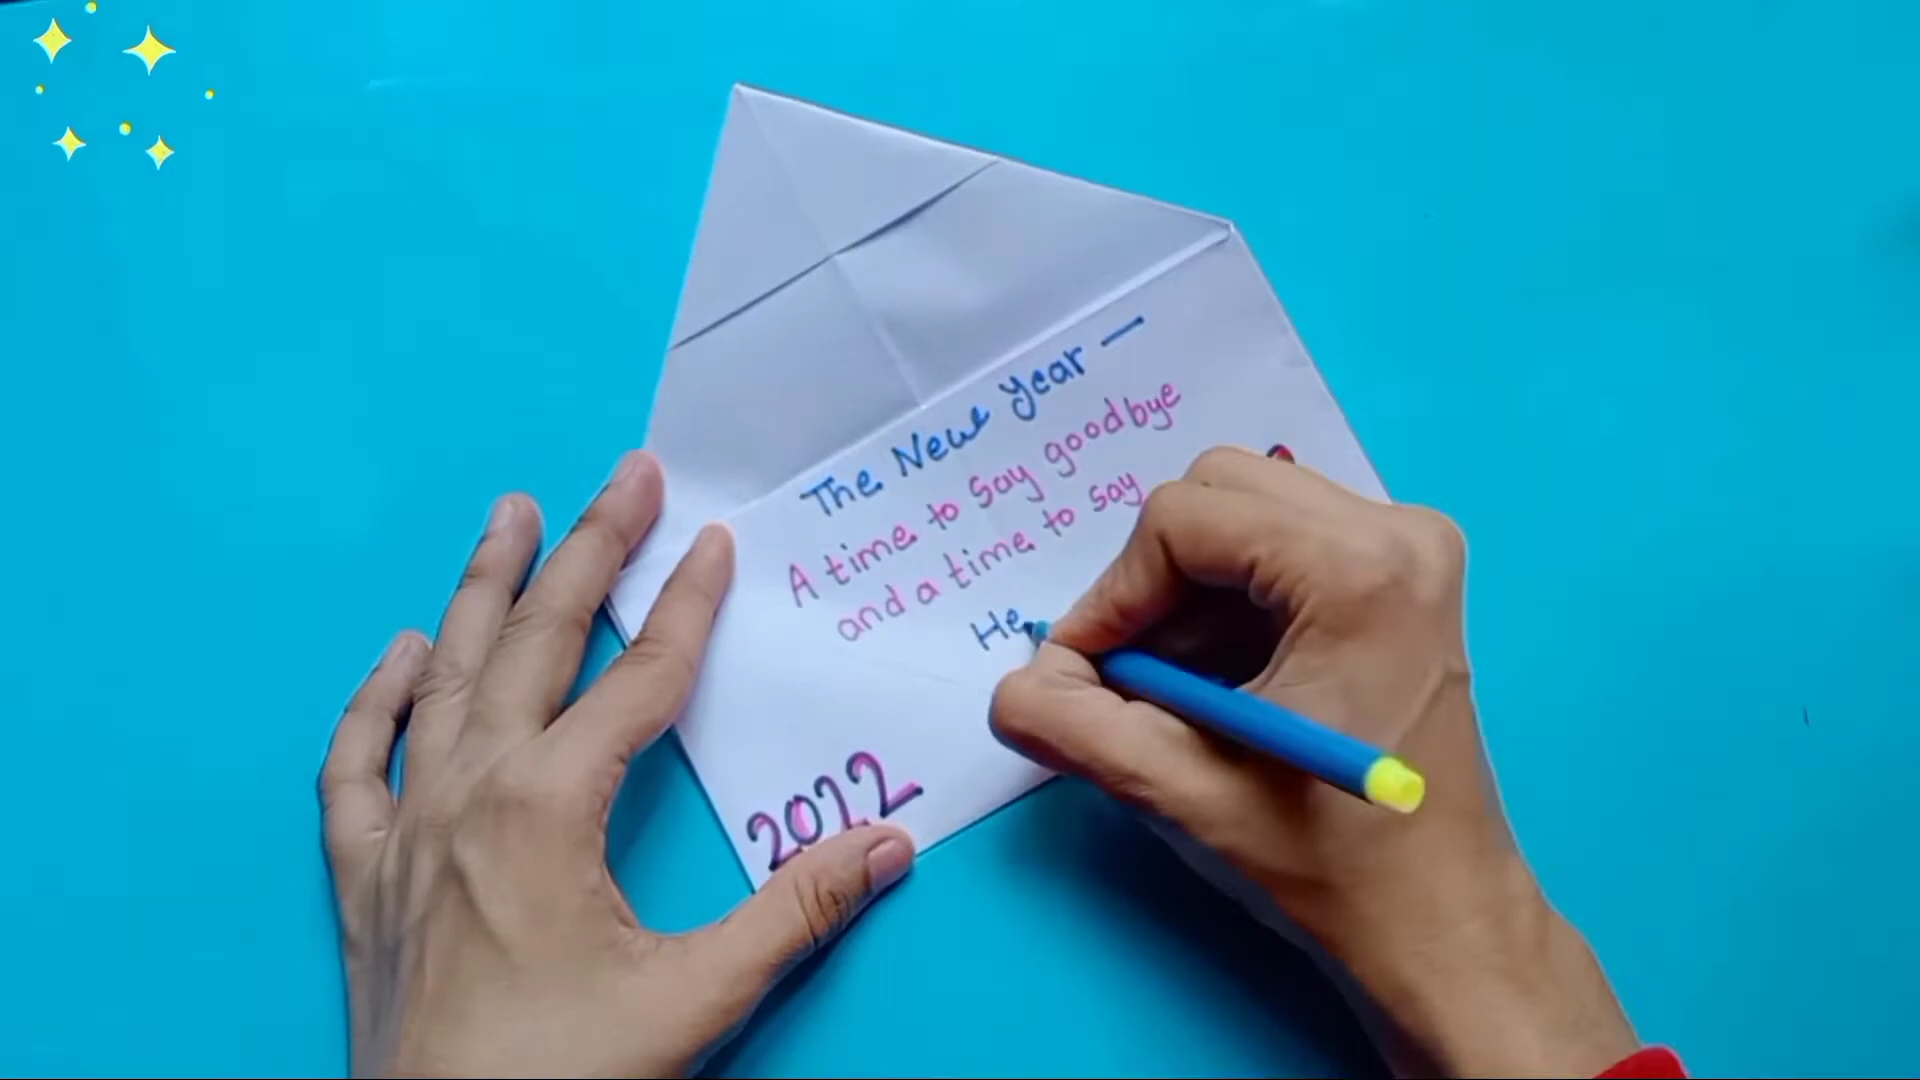 The New Year —
A time to say goodbye
and a time to say
He
2022